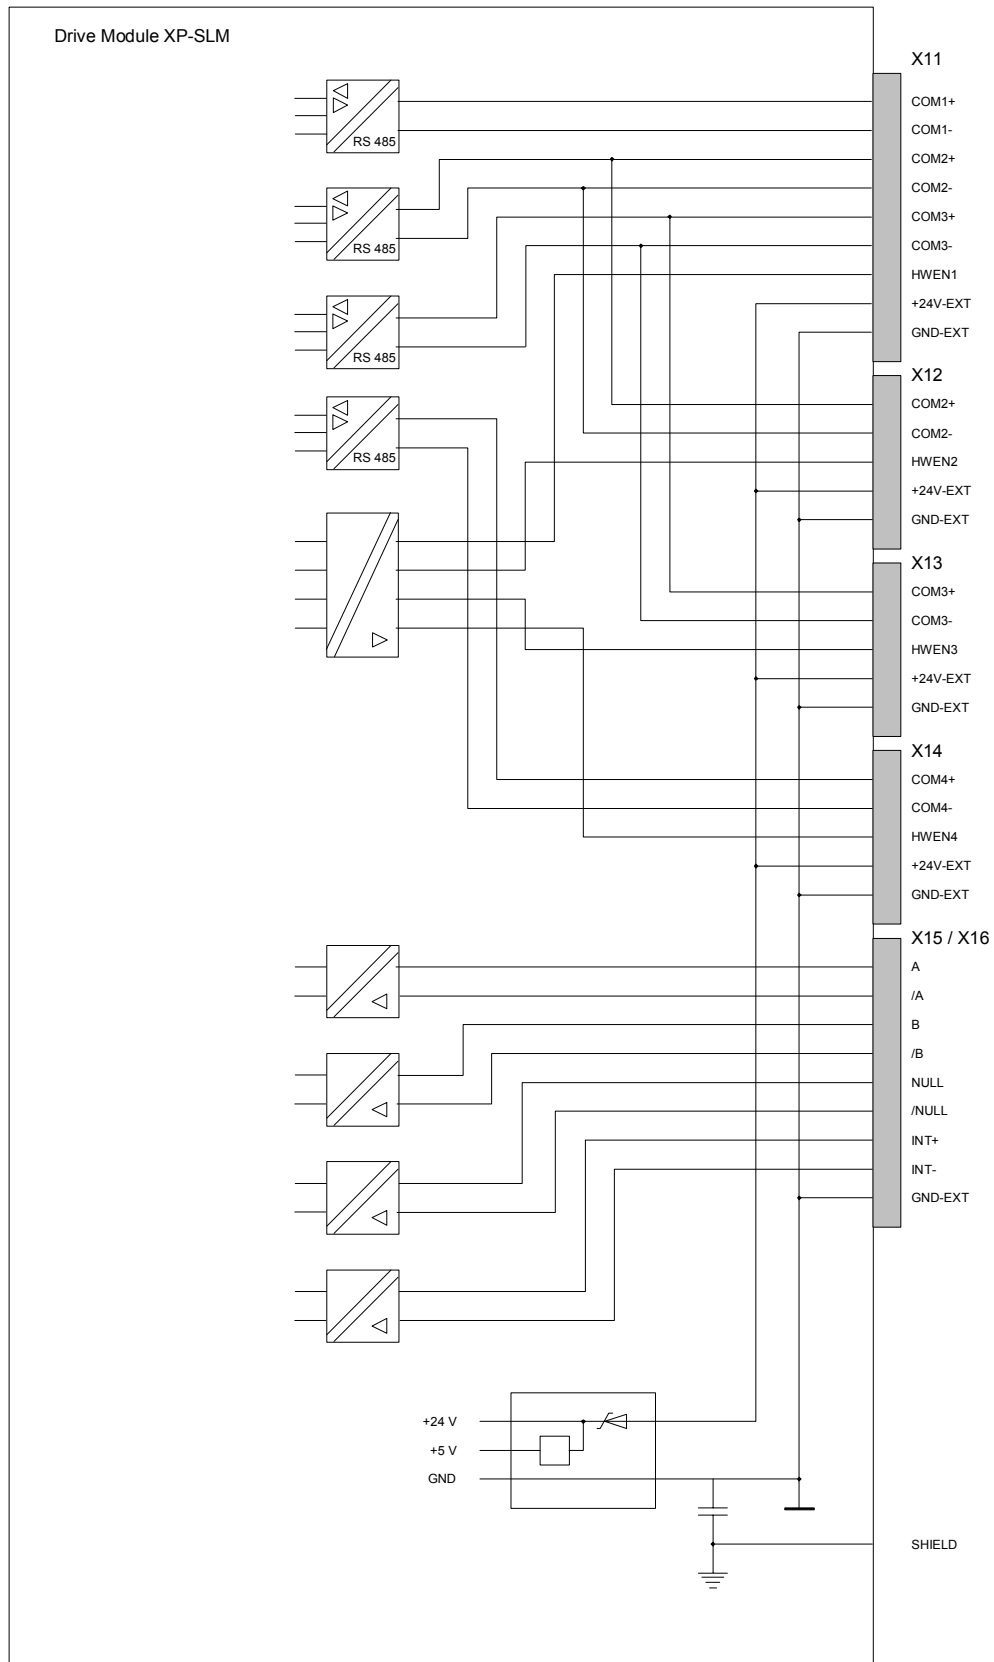 Drive Module XP-SLM
X11
COM1+
RS 485
COM1-
COM2+
COM2-
RS 485
COM3+
COM3-
HWEN1
+24V-EXT
GND-EXT
RS 485
X12
COM2+
COM2-
RS 485
HWEN2
+24V-EXT
GND-EXT
X13
COM3+
COM3-
HWEN3
+24V-EXT
GND-EXT
X14
COM4+
COM4-
HWEN4
+24V-EXT
GND-EXT
X15 / X16
A
/A
B
/B
NULL
/NULL
INT+
INT-
GND-EXT
+24 V
+5 V
GND
SHIELD